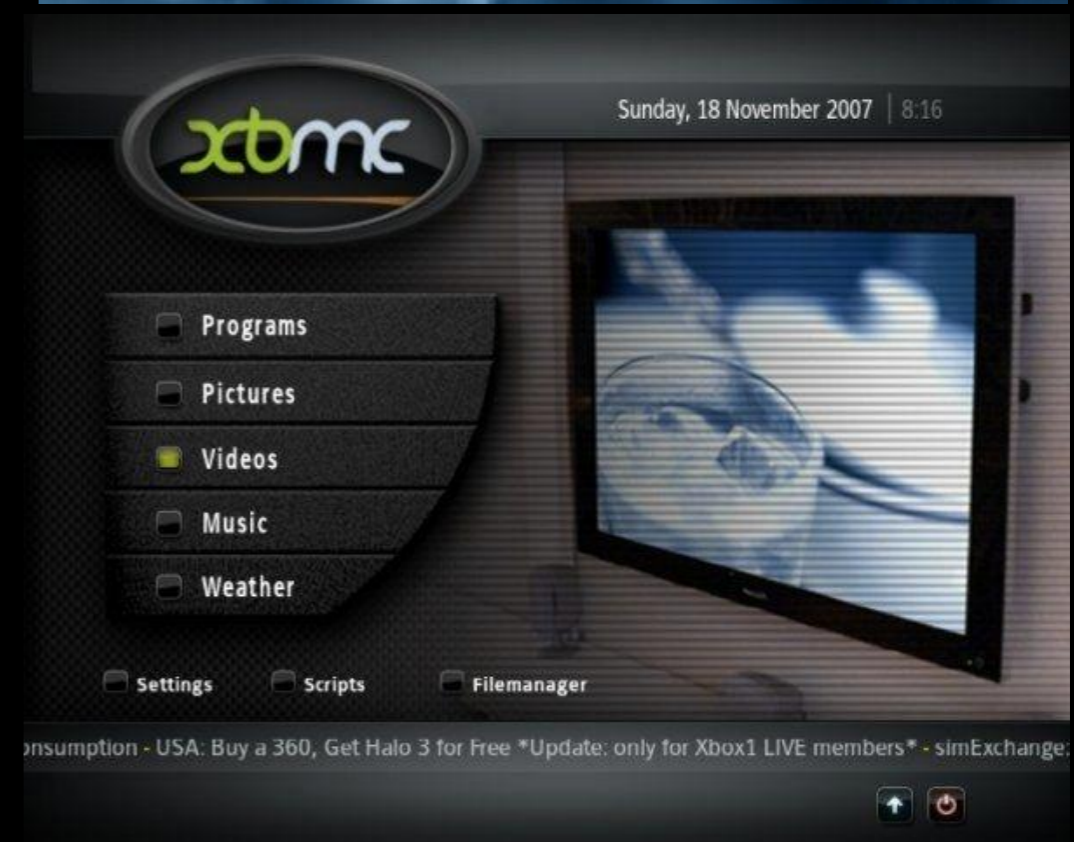 xbmc
Sunday, 18 November 2007 | 8:16
Programs
Pictures
Videos
Music
Weather
Settings Scripts Filemanager
onsumption - USA: Buy a 360, Get Halo 3 for Free *Update: only for Xbox1 LIVE members* - simExchange: